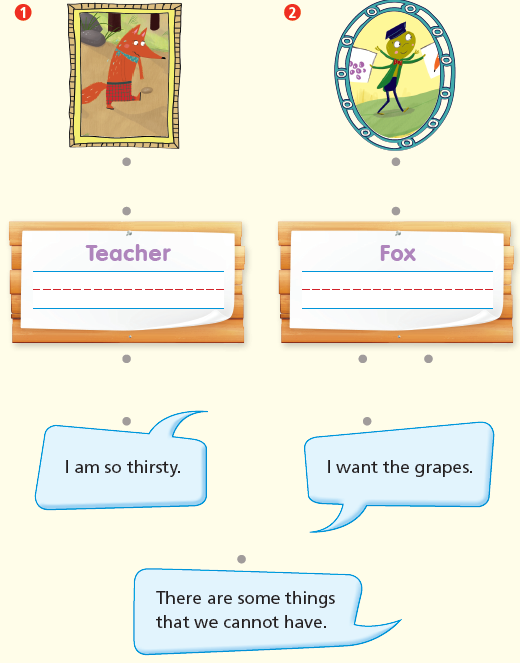 1
2
Teacher
Fox
I am so thirsty.
I want the grapes.
There are some things
that we cannot have.